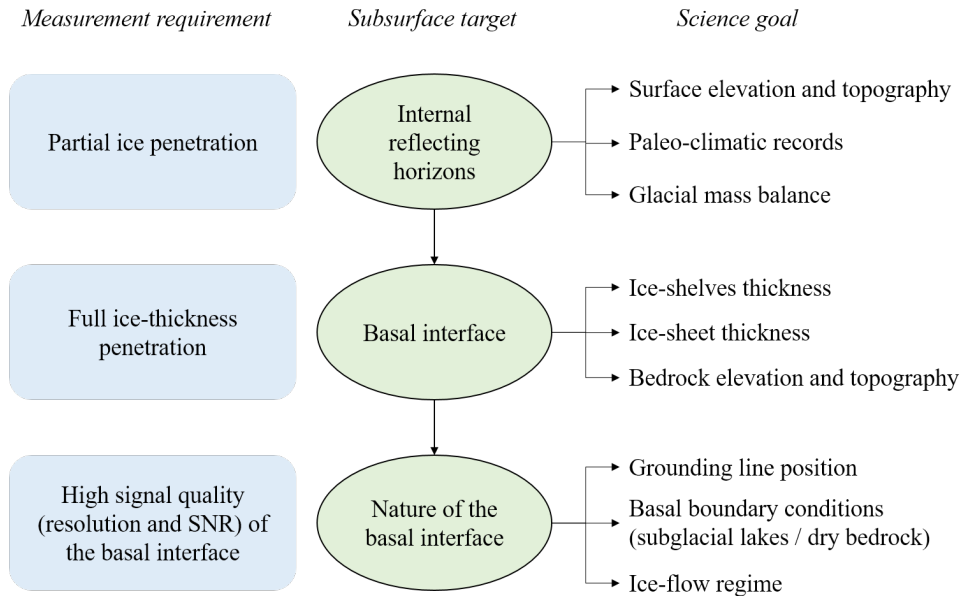 Measurement requirement
Subsurface target
Science goal
Partial ice penetration
Internal
reflecting
horizons
Surface elevation and topography
Paleo-climatic records
Glacial mass balance
Full ice-thickness
penetration
Basal interface
Ice-shelves thickness
Ice-sheet thickness
Bedrock elevation and topography
High signal quality
(resolution and SNR) of
the basal interface
Nature of the
basal interface
Grounding line position
Basal boundary conditions
(subglacial lakes / dry bedrock)
Ice-flow regime